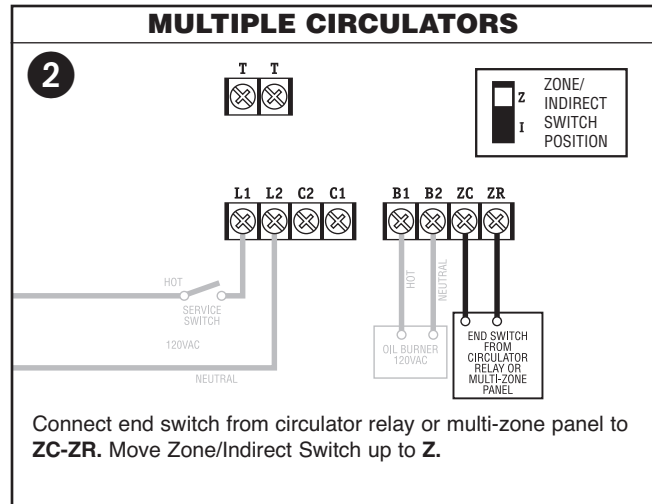 MULTIPLE CIRCULATORS
2
T T
Z
I
ZONE/
INDIRECT
SWITCH
POSITION
L1 L2 C2 C1
B1 B2 ZC ZR
HOT
SERVICE
SWITCH
120VAC
NEUTRAL
HOT
NEUTRAL
OIL BURNER
120VAC
END SWITCH
FROM
CIRCULATOR
RELAY OR
MULTI-ZONE
PANEL
Connect end switch from circulator relay or multi-zone panel to
ZC-ZR. Move Zone/Indirect Switch up to Z.